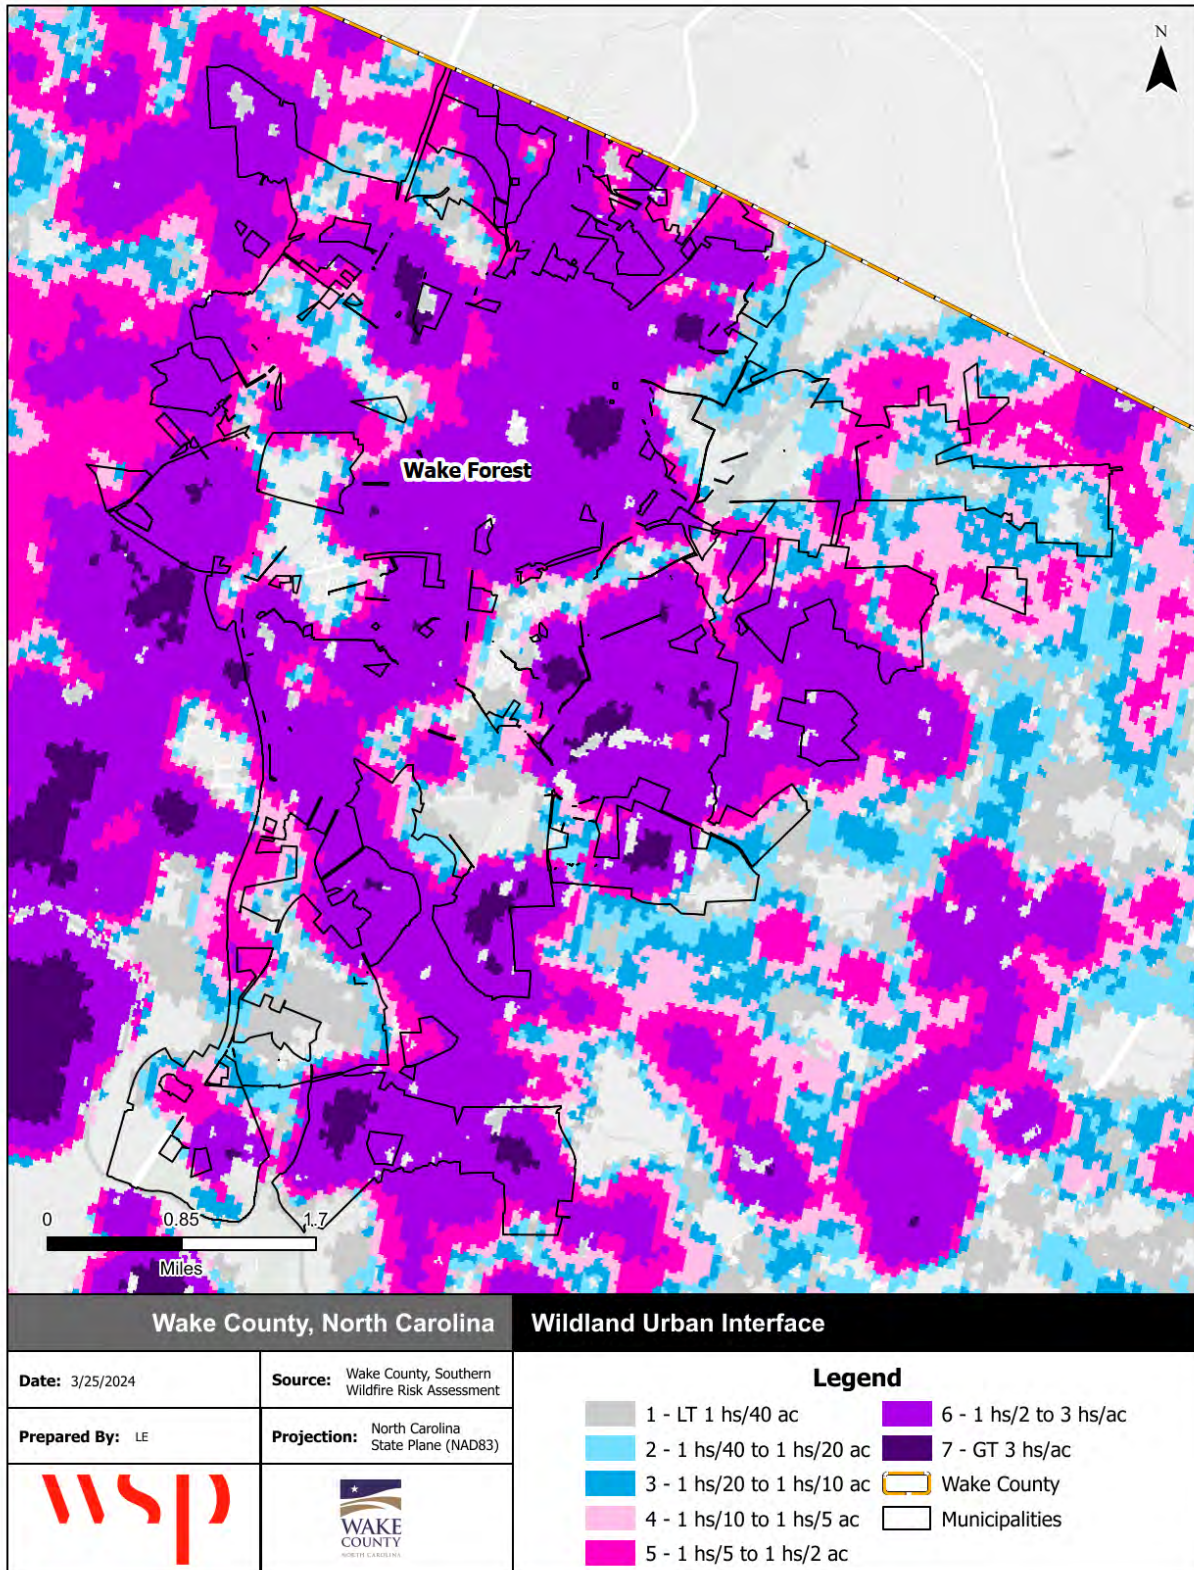 N
Wake Forest
0 0.85 1.7
Miles
Wake County, North Carolina
Wildland Urban Interface
Date: 3/25/2024
Source: Wake County, Southern
Wildfire Risk Assessment
Prepared By: LE
Projection: North Carolina
State Plane (NAD83)
wsp
WAKE
COUNTY
NORTH CAROLINA
Legend
1 - LT 1 hs/40 ac
2 - 1 hs/40 to 1 hs/20 ac
3 - 1 hs/20 to 1 hs/10 ac
4 - 1 hs/10 to 1 hs/5 ac
5 - 1 hs/5 to 1 hs/2 ac
6 - 1 hs/2 to 3 hs/ac
7 - GT 3 hs/ac
Wake County
Municipalities